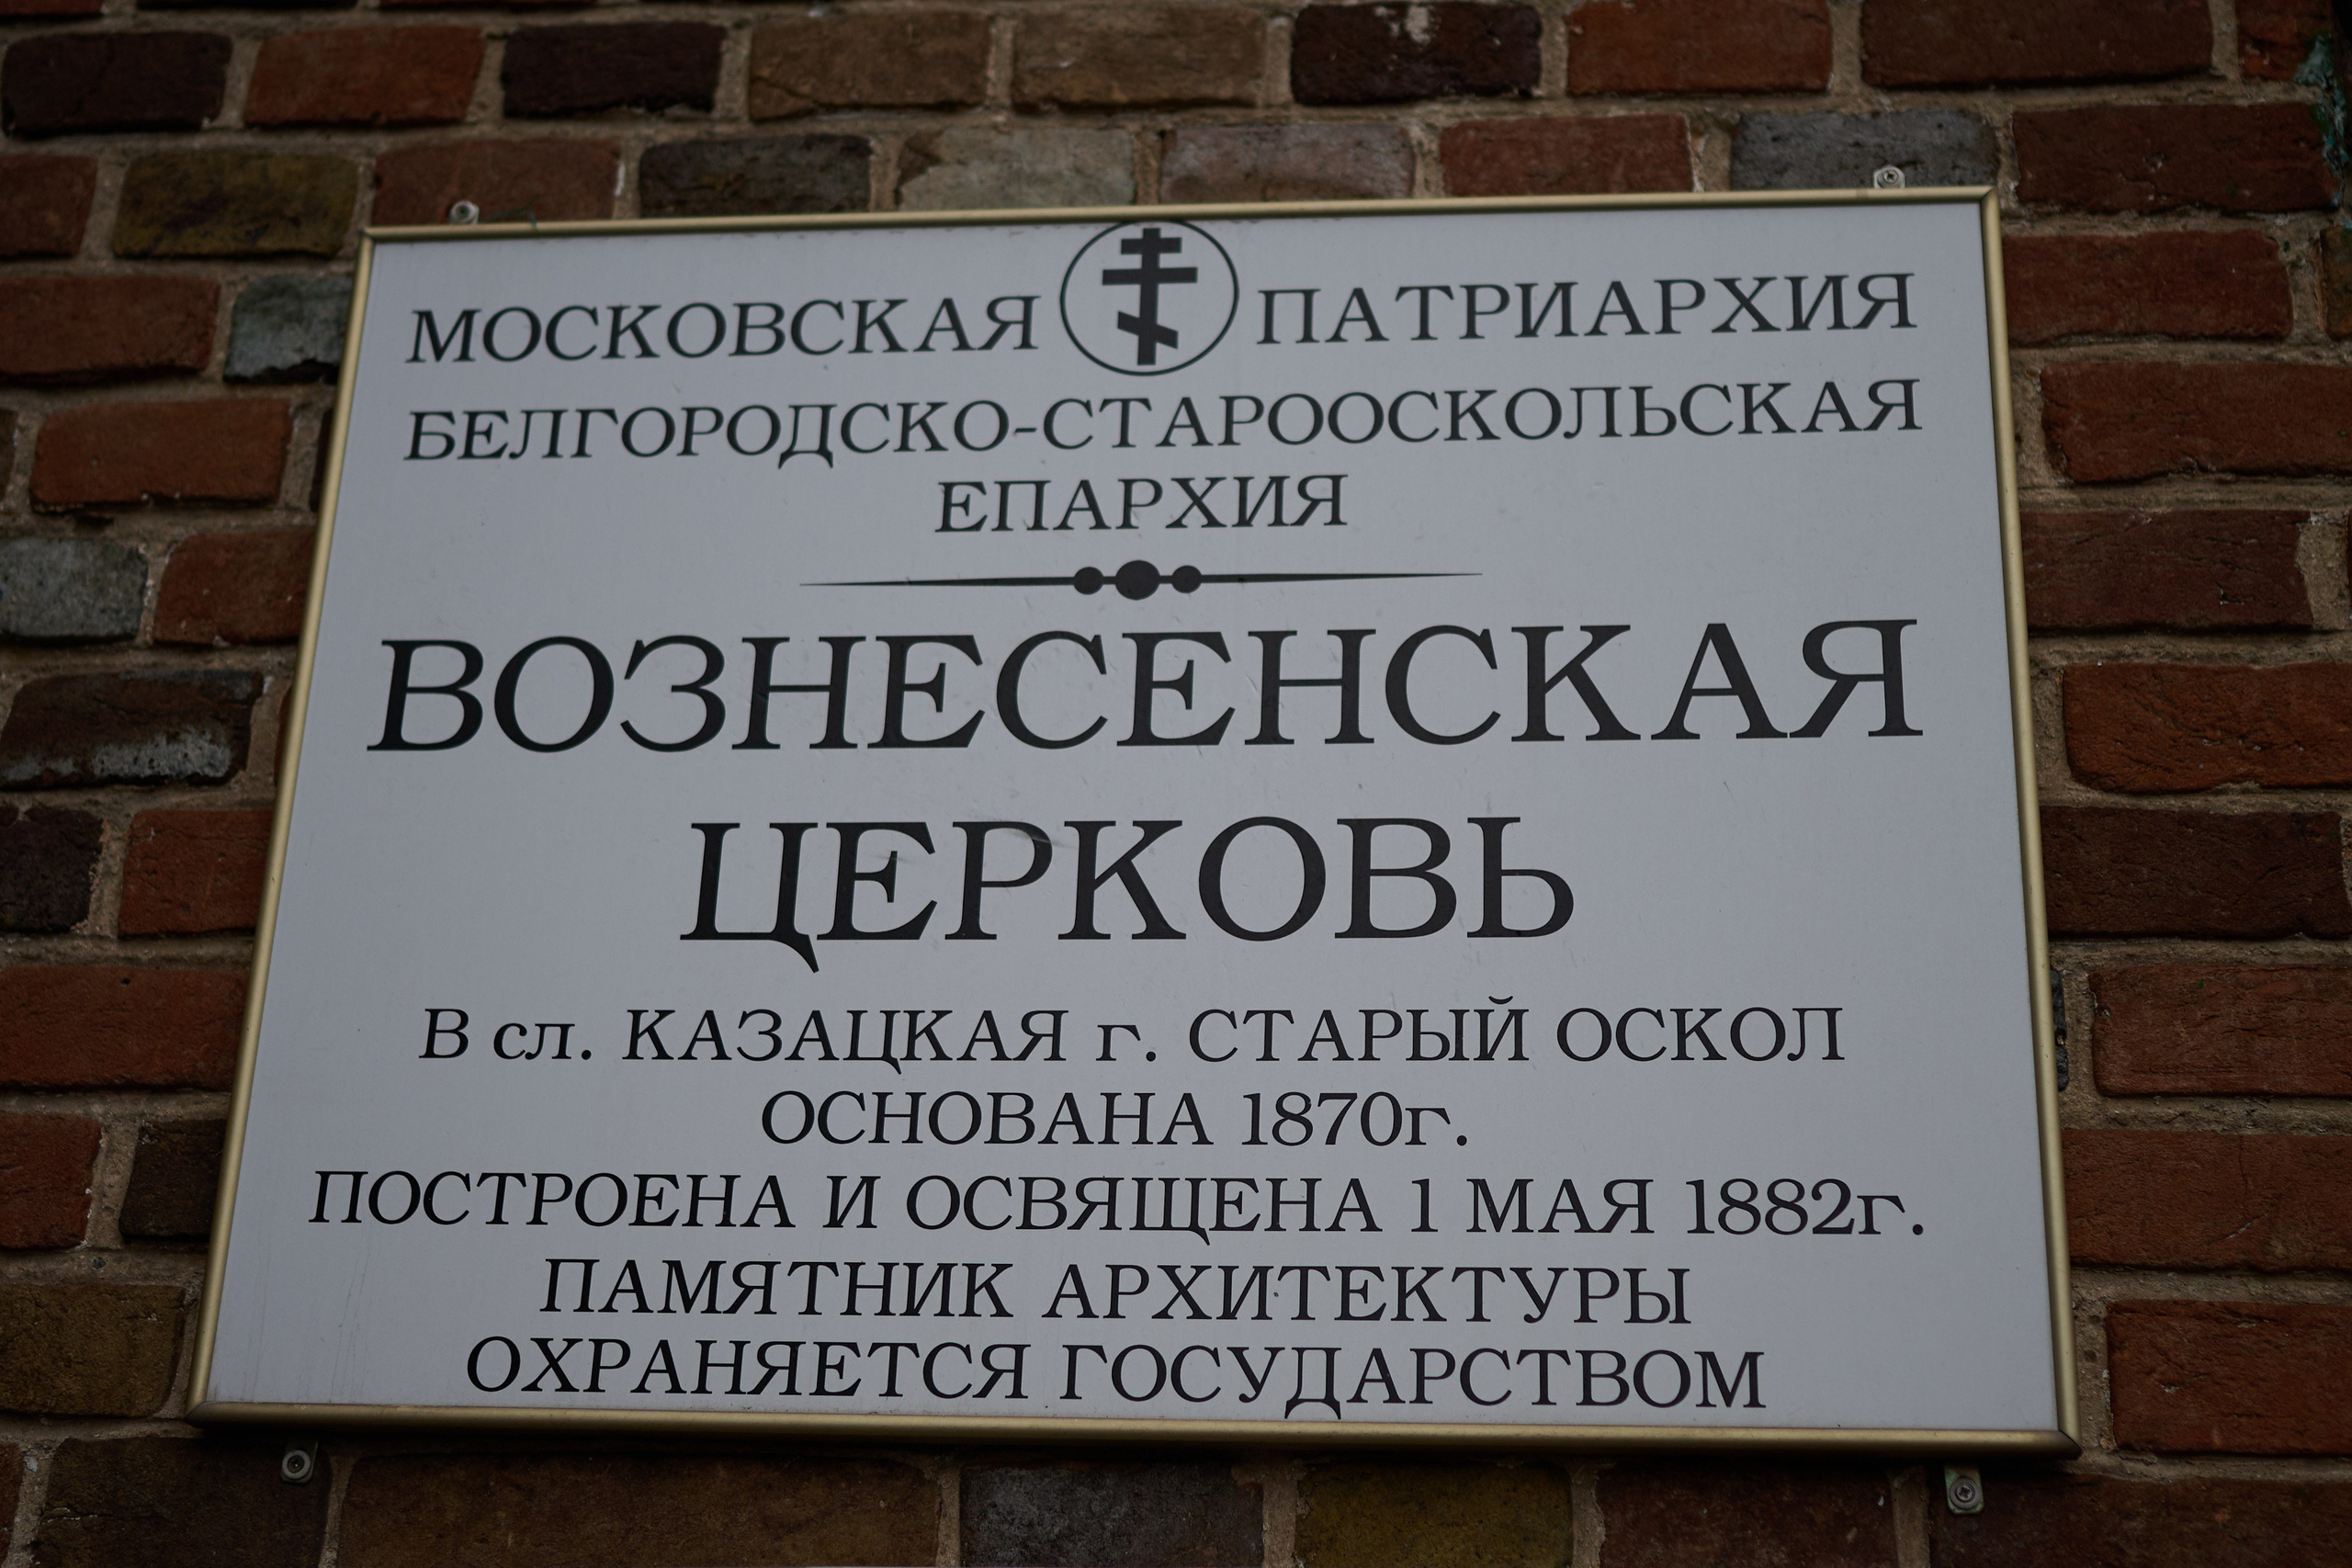 МОСКОВСКАЯ ПАТРИАРХИЯ
БЕЛГОРОДСКО-СТАРООСКОЛЬСКАЯ
ЕПАРХИЯ
ВОЗНЕСЕНСКАЯ
ЦЕРКОВЬ
В сл. КАЗАЦКАЯ г. СТАРЫЙ ОСКОЛ
ОСНОВАНА 1870г.
ПОСТРОЕНА И ОСВЯЩЕНА 1 МАЯ 1882г.
ПАМЯТНИК АРХИТЕКТУРЫ
ОХРАНЯЕТСЯ ГОСУДАРСТВОМ